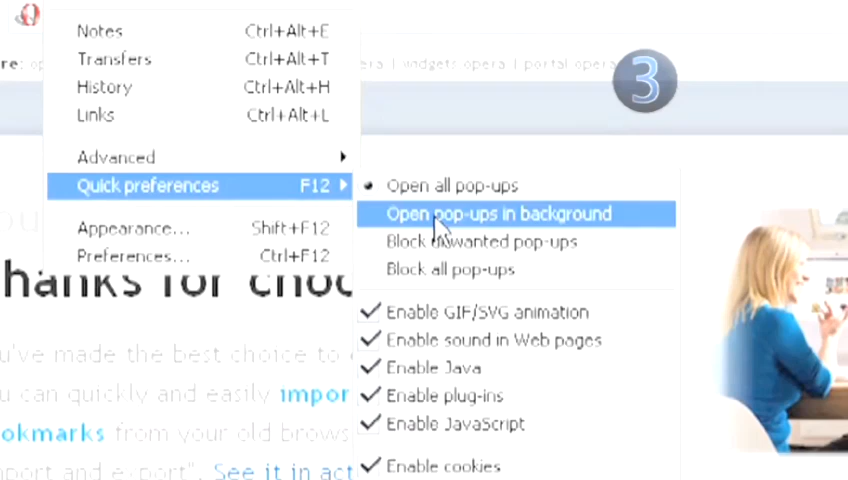 Notes Ctrl+Alt+E
Transfers Ctrl+Alt+T
re: opera | widgets opera | portal opera
3
History Ctrl+Alt+H
Links Ctrl+Alt+L
Advanced
Quick preferences F12
Open all pop-ups
Open pop-ups in background
Appearance... Shift+F12
Block unwanted pop-ups
Preferences... Ctrl+F12
Block all pop-ups
hanks for choo
Enable GIF/SVG animation
Enable sound in Web pages
u've made the best choice to
Enable Java
u can quickly and easily impor
Enable plug-ins
okmarks from your old brows
Enable JavaScript
mport and export". See it in act
Enable cookies